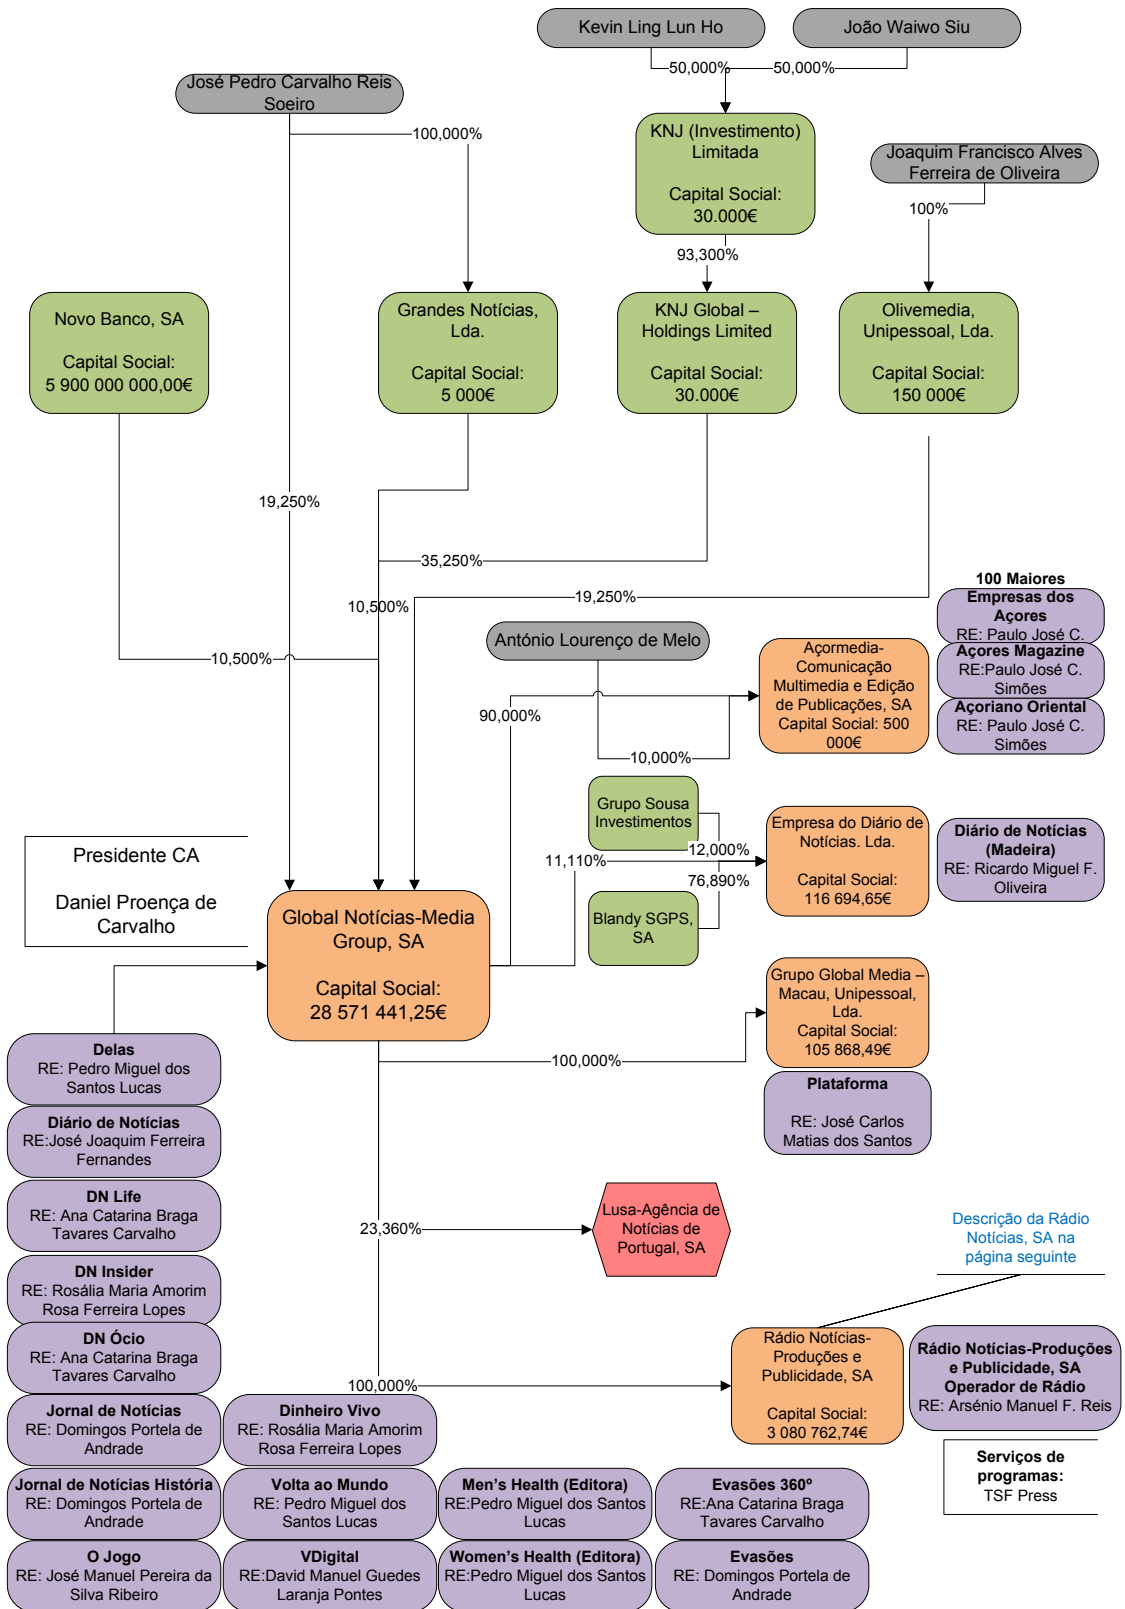 Kevin Ling Lun Ho
João Waiwo Siu
50,000%
50,000%
José Pedro Carvalho Reis
Soeiro
100,000%
KNJ (Investimento)
Limitada
Capital Social:
30.000€
Joaquim Francisco Alves
Ferreira de Oliveira
100%
93,300%
Novo Banco, SA
Capital Social:
5 900 000 000,00€
Grandes Notícias,
Lda.
Capital Social:
5 000€
KNJ Global –
Holdings Limited
Capital Social:
30.000€
Olivemedia,
Unipessoal, Lda.
Capital Social:
150 000€
19,250%
35,250%
10,500%
19,250%
10,500%
António Lourenço de Melo
90,000%
10,000%
Açormedia-
Comunicação
Multimedia e Edição
de Publicações, SA
Capital Social: 500
000€
100 Maiores
Empresas dos
Açores
RE: Paulo José C.
Açores Magazine
RE:Paulo José C.
Simões
Açoriano Oriental
RE: Paulo José C.
Simões
Grupo Sousa
Investimentos
12,000%
11,110%
76,890%
Blandy SGPS,
SA
Empresa do Diário de
Notícias. Lda.
Capital Social:
116 694,65€
Diário de Notícias
(Madeira)
RE: Ricardo Miguel F.
Oliveira
Presidente CA
Daniel Proença de
Carvalho
Global Notícias-Media
Group, SA
Capital Social:
28 571 441,25€
Grupo Global Media –
Macau, Unipessoal,
Lda.
Capital Social:
105 868,49€
100,000%
Plataforma
RE: José Carlos
Matias dos Santos
Delas
RE: Pedro Miguel dos
Santos Lucas
Diário de Notícias
RE:José Joaquim Ferreira
Fernandes
DN Life
RE: Ana Catarina Braga
Tavares Carvalho
23,360%
Lusa-Agência de
Notícias de
Portugal, SA
Descrição da Rádio
Notícias, SA na
página seguinte
DN Insider
RE: Rosália Maria Amorim
Rosa Ferreira Lopes
DN Ócio
RE: Ana Catarina Braga
Tavares Carvalho
100,000%
Rádio Notícias-
Produções e
Publicidade, SA
Capital Social:
3 080 762,74€
Rádio Notícias-Produções
e Publicidade, SA
Operador de Rádio
RE: Arsénio Manuel F. Reis
Serviços de
programas:
TSF Press
Jornal de Notícias
RE: Domingos Portela de
Andrade
Dinheiro Vivo
RE: Rosália Maria Amorim
Rosa Ferreira Lopes
Jornal de Notícias História
RE: Domingos Portela de
Andrade
Volta ao Mundo
RE: Pedro Miguel dos
Santos Lucas
Men’s Health (Editora)
RE:Pedro Miguel dos Santos
Lucas
Evasões 360º
RE:Ana Catarina Braga
Tavares Carvalho
O Jogo
RE: José Manuel Pereira da
Silva Ribeiro
VDigital
RE:David Manuel Guedes
Laranja Pontes
Women’s Health (Editora)
RE:Pedro Miguel dos Santos
Lucas
Evasões
RE: Domingos Portela de
Andrade